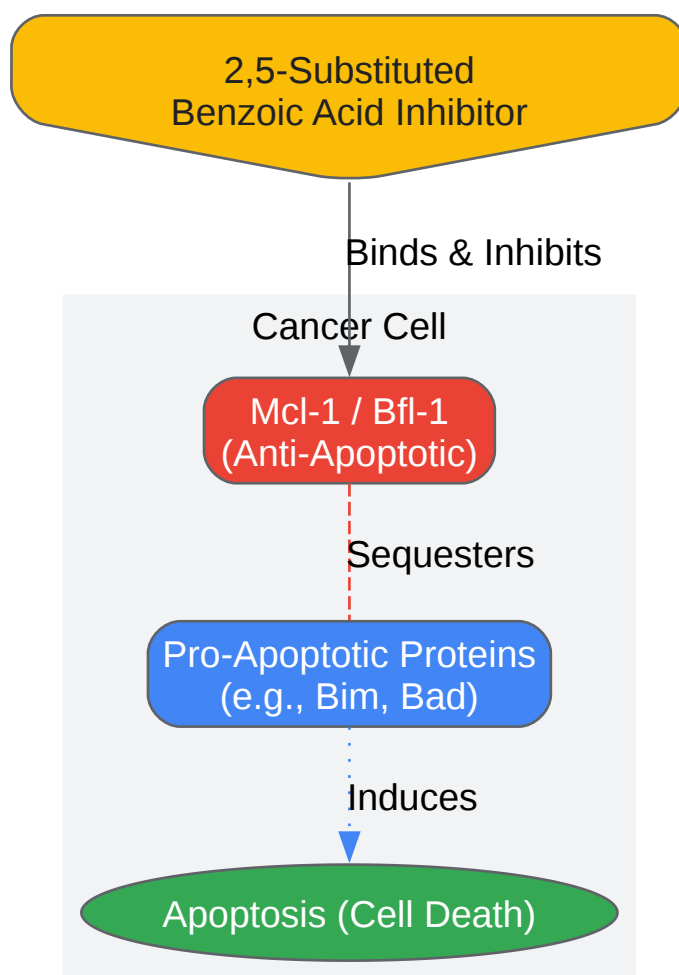 2,5-Substituted
Benzoic Acid Inhibitor
Binds & Inhibits
Cancer Cell
Mcl-1 / Bfl-1
(Anti-Apoptotic)
Sequesters
Pro-Apoptotic Proteins
(e.g., Bim, Bad)
Induces
Apoptosis (Cell Death)